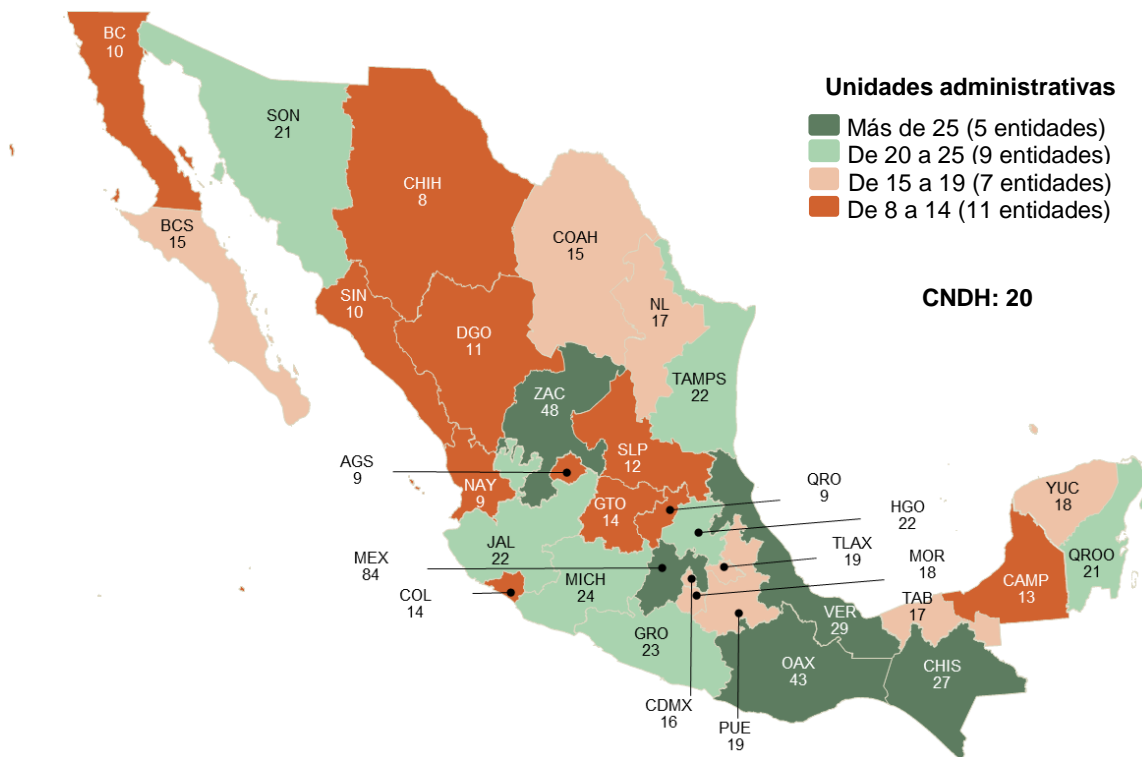 BC
10
SON
21
Unidades administrativas
Más de 25 (5 entidades)
De 20 a 25 (9 entidades)
De 15 a 19 (7 entidades)
De 8 a 14 (11 entidades)
CHIH
8
BCS
15
COAH
15
CNDH: 20
SIN
10
NL
17
DGO
11
TAMPS
22
ZAC
48
SLP
12
AGS
9
NAY
9
GTO
14
QRO
9
YUC
18
HGO
22
JAL
22
MEX
84
TLAX
19
MOR
18
QROO
21
MICH
24
CAMP
13
COL
14
TAB
17
VER
29
GRO
23
OAX
43
CHIS
27
CDMX
16
PUE
19